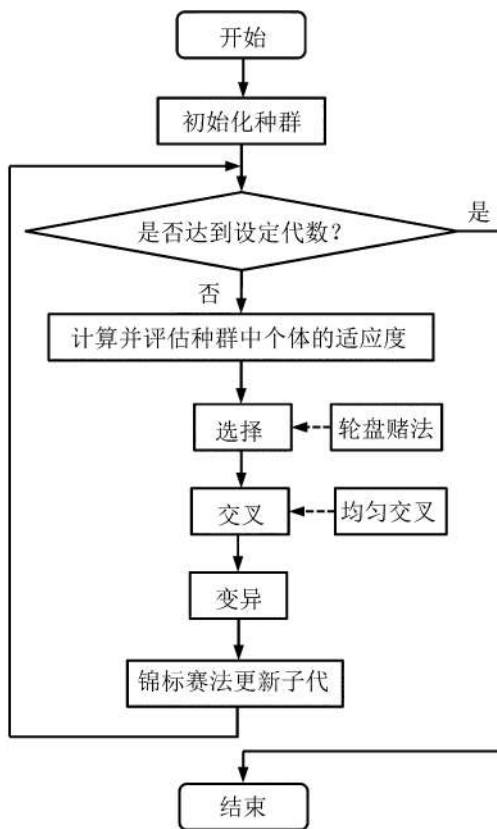 开始
初始化种群
是否达到设定代数？
是
否
计算并评估种群中个体的适应度
选择
轮盘赌法
交叉
均匀交叉
变异
锦标赛法更新子代
结束